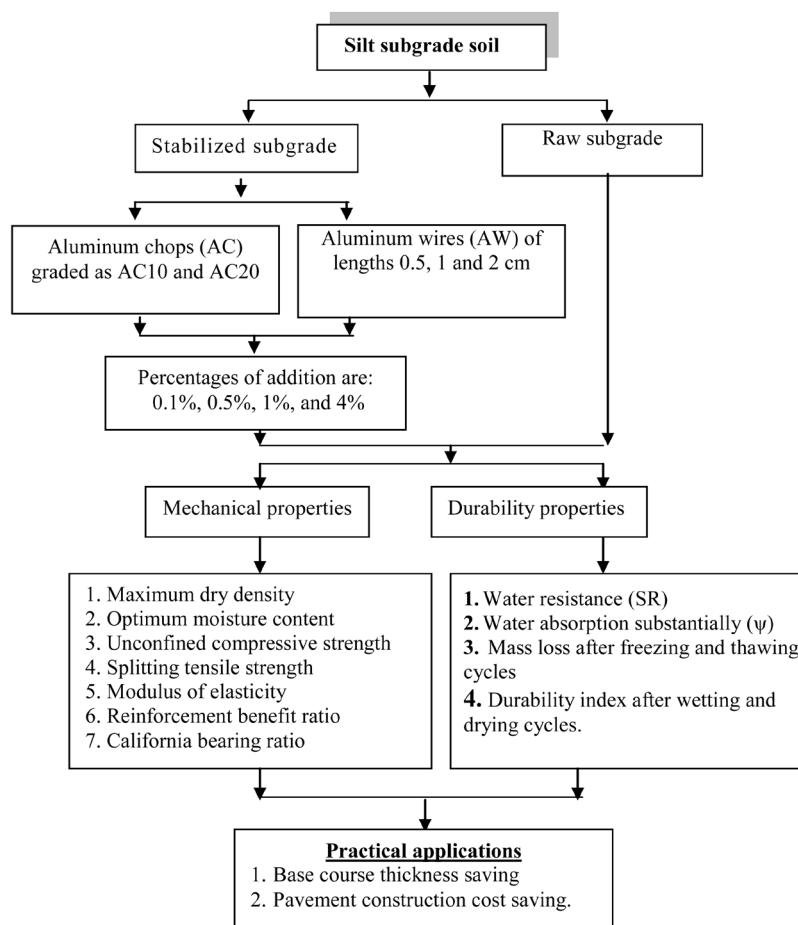 Silt subgrade soil
Stabilized subgrade
Raw subgrade
Aluminum chops (AC)
graded as AC10 and AC20
Aluminum wires (AW) of
lengths 0.5, 1 and 2 cm
Percentages of addition are:
0.1%, 0.5%, 1%, and 4%
Mechanical properties
Durability properties
1. Maximum dry density
2. Optimum moisture content
3. Unconfined compressive strength
4. Splitting tensile strength
5. Modulus of elasticity
6. Reinforcement benefit ratio
7. California bearing ratio
1. Water resistance (SR)
2. Water absorption substantially (ψ)
3. Mass loss after freezing and thawing
cycles
4. Durability index after wetting and
drying cycles.
Practical applications
1. Base course thickness saving
2. Pavement construction cost saving.